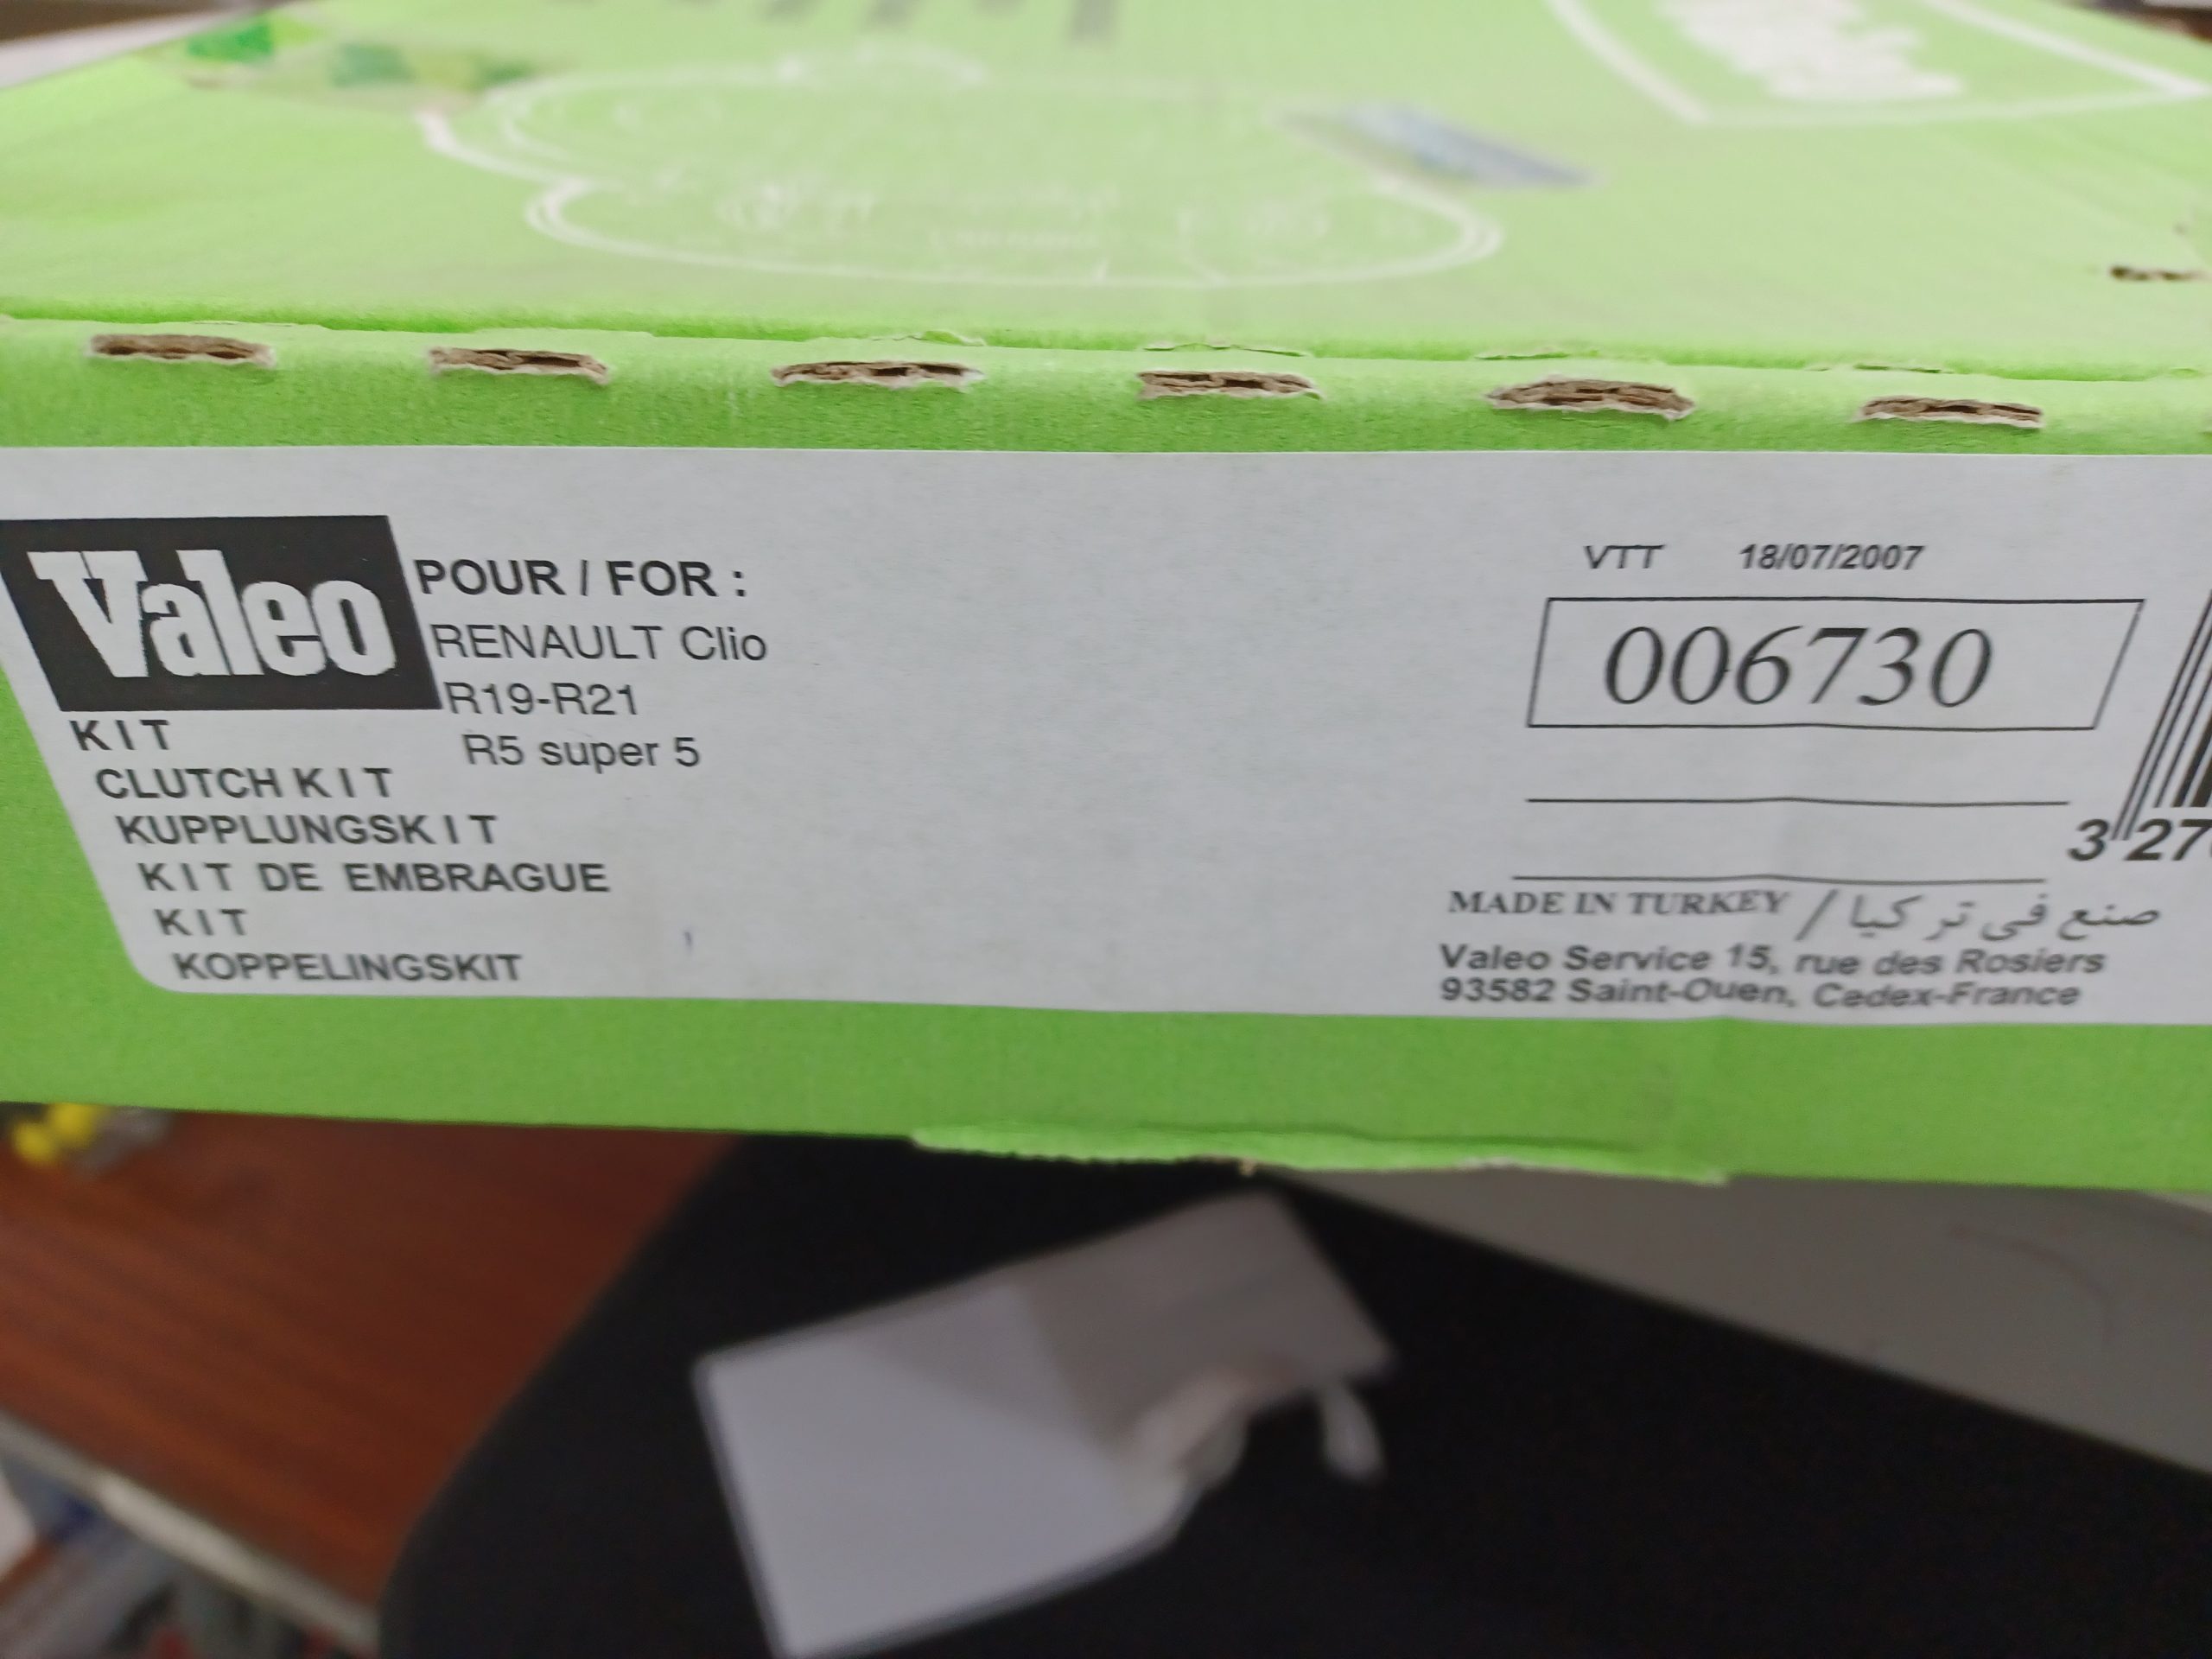 Valeo
POUR / FOR :
RENAULT Clio
R19-R21
R5 super 5
KIT
CLUTCH KIT
KUPPLUNGSKIT
KIT DE EMBRAGUE
KIT
KOPPELINGSKIT
VTT 18/07/2007
006730
3 27
MADE IN TURKEY / صنع في تركيا
Valeo Service 15, rue des Rosiers
93582 Saint-Ouen, Cedex-France